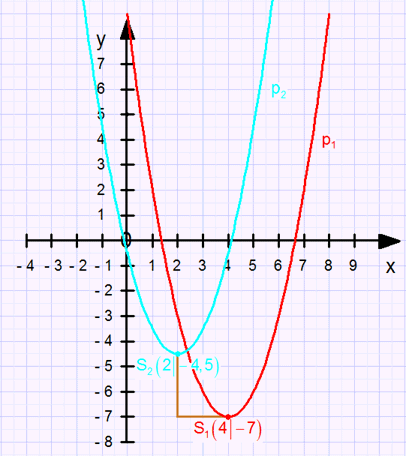 y
7
6
p₂
5
4
p₁
3
2
1
0
- 4 - 3 - 2 - 1 1 2 3 4 5 6 7 8 9
x
- 1
- 2
- 3
- 4
- 5
S₂(2|−4,5)
- 6
- 7
S₁(4|−7)
- 8